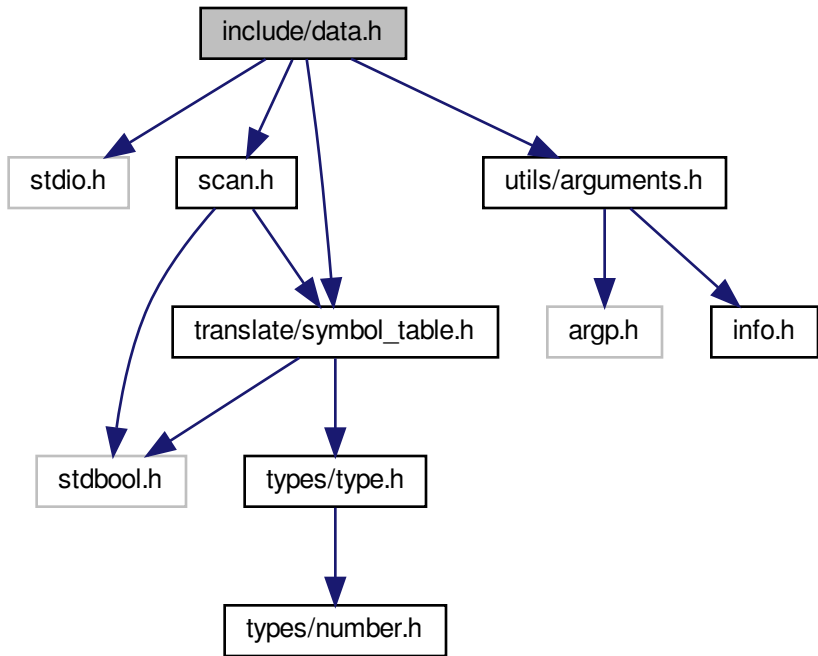 include/data.h
stdio.h
scan.h
utils/arguments.h
translate/symbol_table.h
argp.h
info.h
stdbool.h
types/type.h
types/number.h